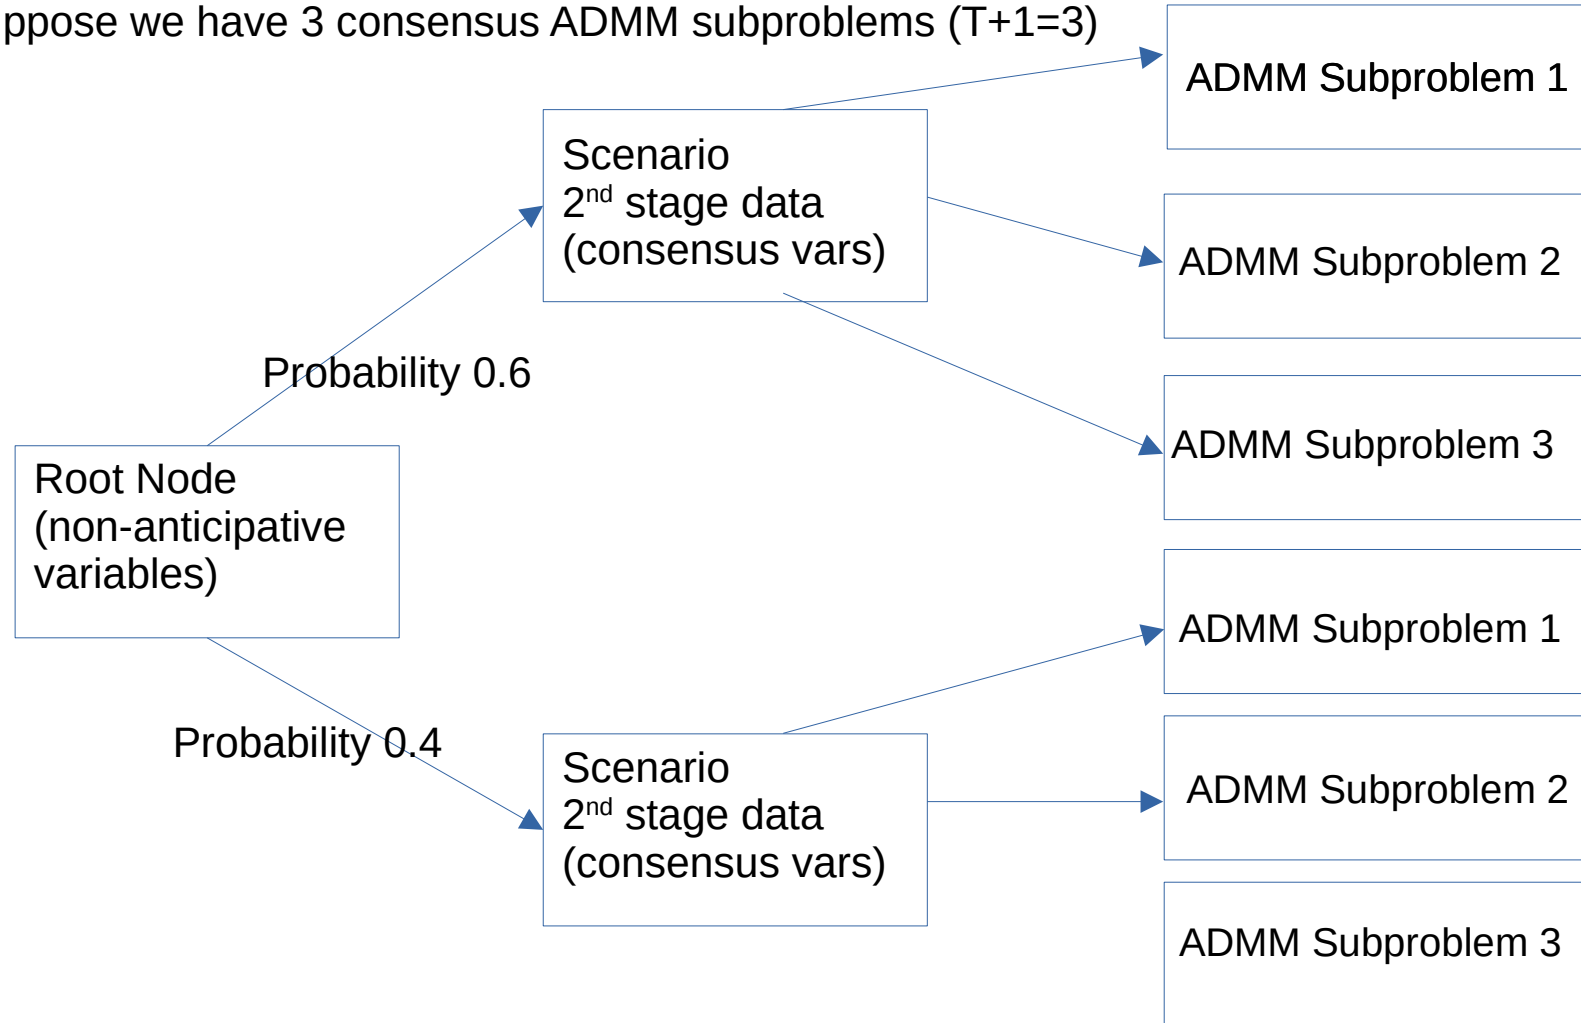 ppose we have 3 consensus ADMM subproblems (T+1=3)
ADMM Subproblem 1
Scenario
2nd stage data
(consensus vars)
ADMM Subproblem 2
Probability 0.6
ADMM Subproblem 3
Root Node
(non-anticipative
variables)
ADMM Subproblem 1
Probability 0.4
Scenario
2nd stage data
(consensus vars)
ADMM Subproblem 2
ADMM Subproblem 3